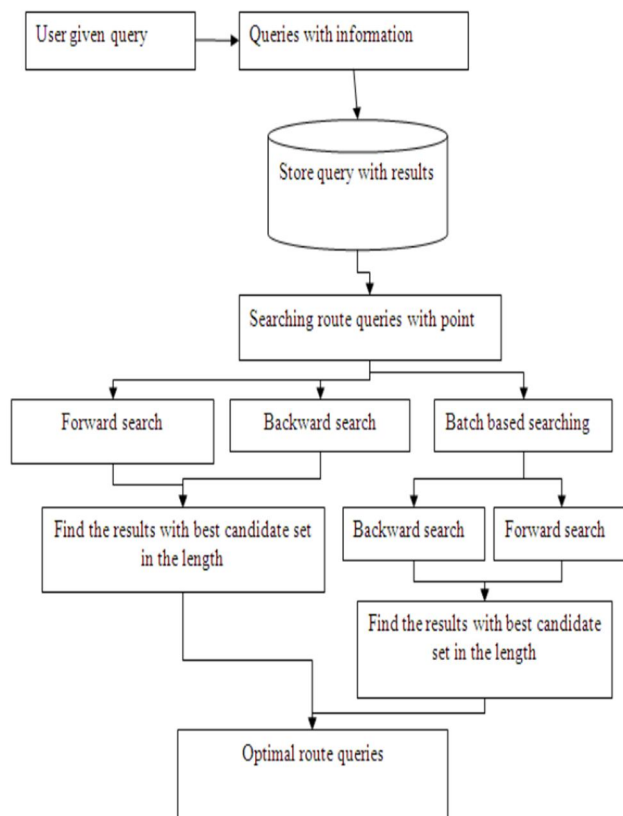 User given query
Queries with information
Store query with results
Searching route queries with point
Forward search
Backward search
Batch based searching
Find the results with best candidate set
in the length
Backward search
Forward search
Find the results with best candidate
set in the length
Optimal route queries